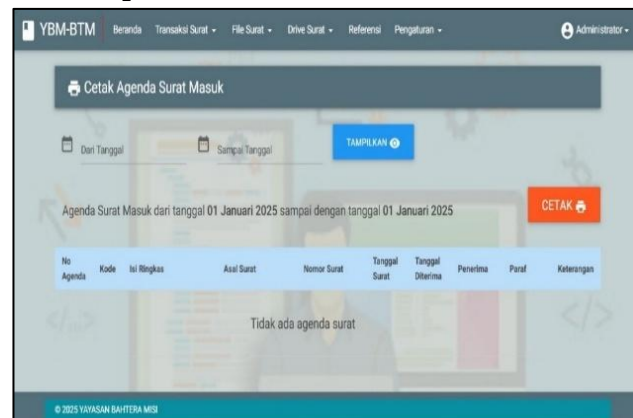 YBM-BTM Beranda Transaksi Surat File Surat Drive Surat Referensi Pengaturan Administrator
Cetak Agenda Surat Masuk
Dari Tanggal Sampai Tanggal TAMPILKAN
Agenda Surat Masuk dari tanggal 01 Januari 2025 sampai dengan tanggal 01 Januari 2025 CETAK
No Agenda Kode Isi Ringkas Asal Surat Nomor Surat Tanggal Surat Tanggal Diterima Penerima Paraf Keterangan
Tidak ada agenda surat
© 2025 YAYASAN BAHTERA MISI